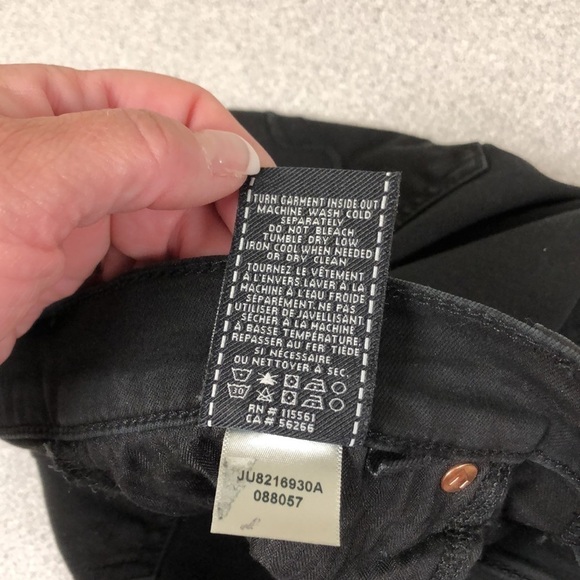 TURN GARMENT INSIDE OUT
MACHINE WASH COLD
SEPARATELY
DO NOT BLEACH
TUMBLE DRY LOW
IRON COOL WHEN NEEDED
OR DRY CLEAN
TOURNEZ LE VÊTEMENT
À L'ENVERS. LAVER À LA
MACHINE À L'EAU FROIDE
SÉPARÉMENT. NE PAS
UTILISER DE JAVELLISANT.
SÉCHER À LA MACHINE
À BASSE TEMPÉRATURE.
REPASSER AU FER TIÈDE
SI NÉCESSAIRE
OU NETTOYER À SEC.
30
RN # 115561
CA # 56266
JU8216930A
088057